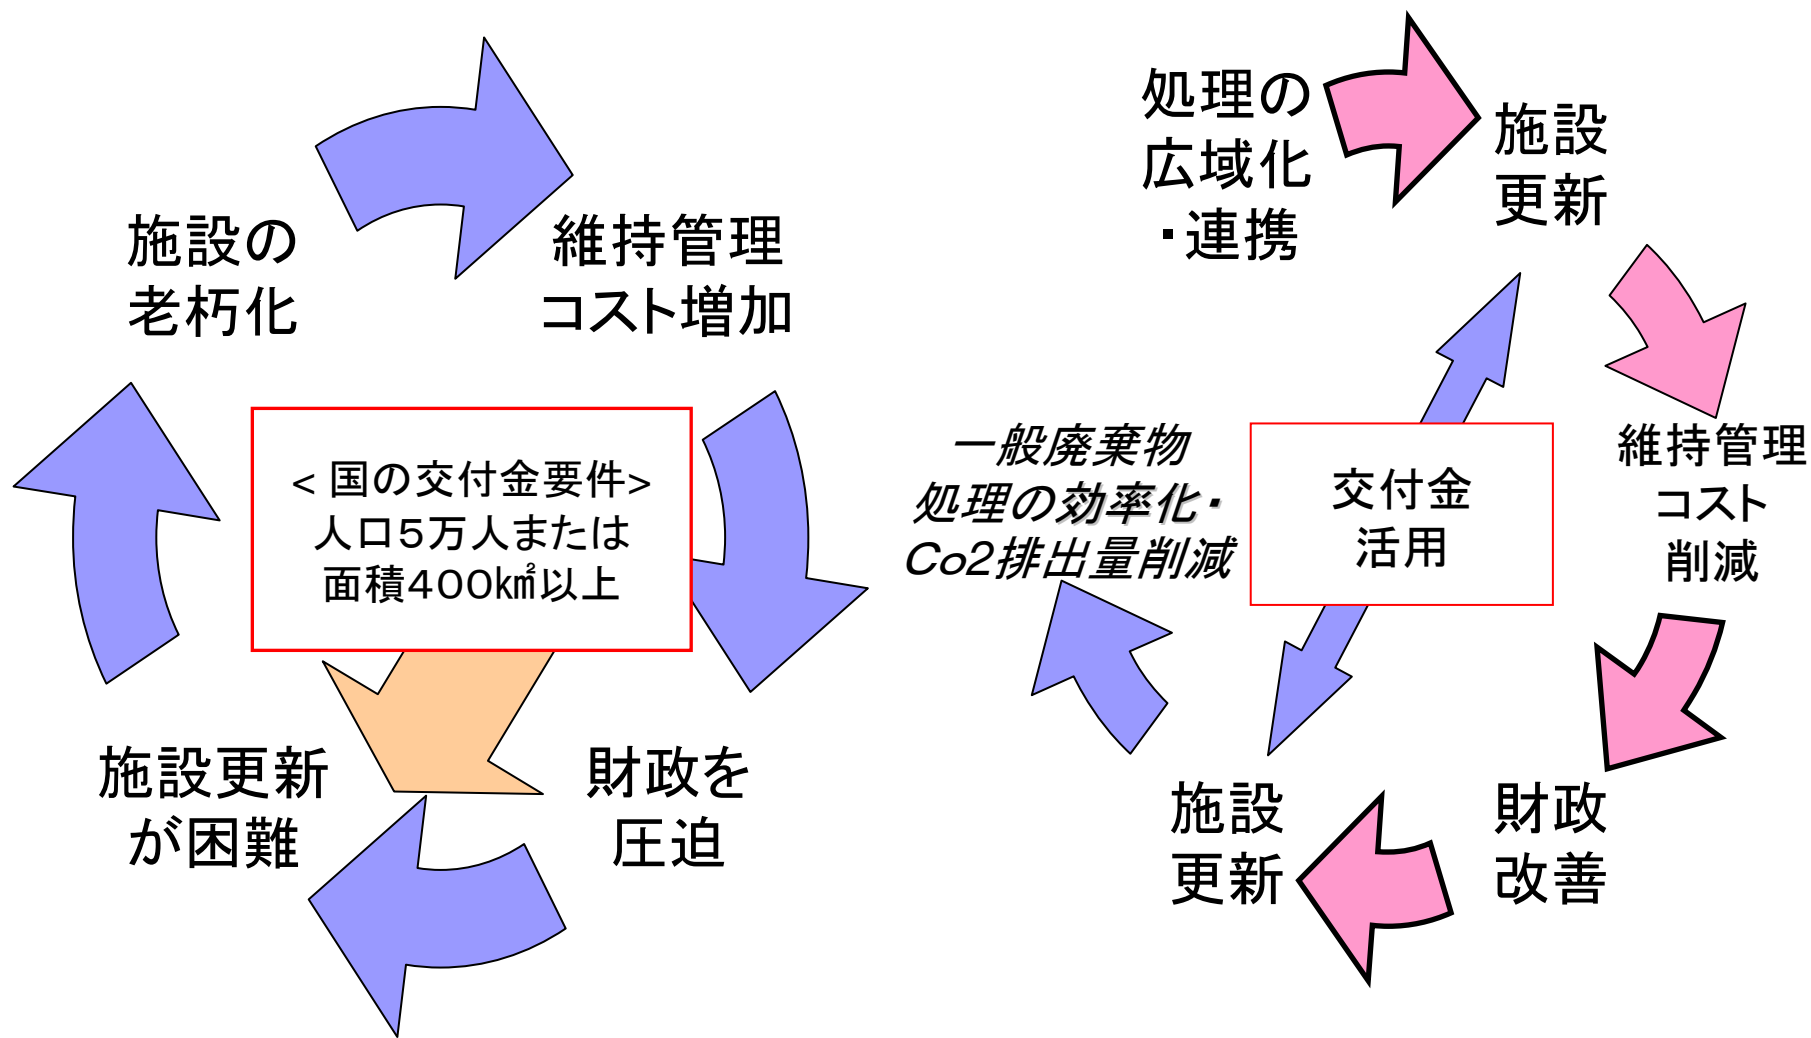 施設の
老朽化
維持管理
コスト増加
<国の交付金要件>
人口５万人または
面積４００㎢以上
財政を
圧迫
施設更新
が困難
処理の
広域化
・連携
施設
更新
維持管理
コスト
削減
財政
改善
施設
更新
一般廃棄物
処理の効率化・
Co2排出量削減
交付金
活用